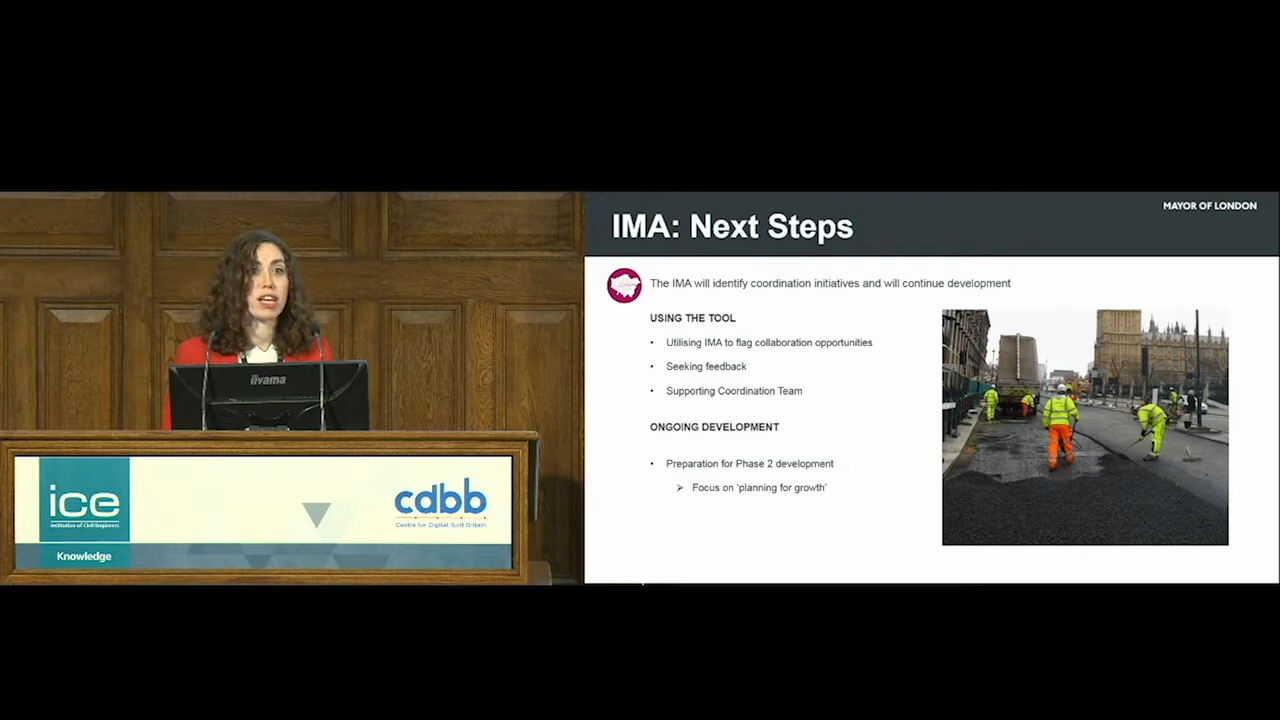 MAYOR OF LONDON
IMA: Next Steps
The IMA will identify coordination initiatives and will continue development
USING THE TOOL
• Utilising IMA to flag collaboration opportunities
• Seeking feedback
• Supporting Coordination Team
ONGOING DEVELOPMENT
• Preparation for Phase 2 development
➢ Focus on 'planning for growth'
iiyama
ice
Institution of Civil Engineers
Knowledge
cdbb
Centre for Digital Built Britain